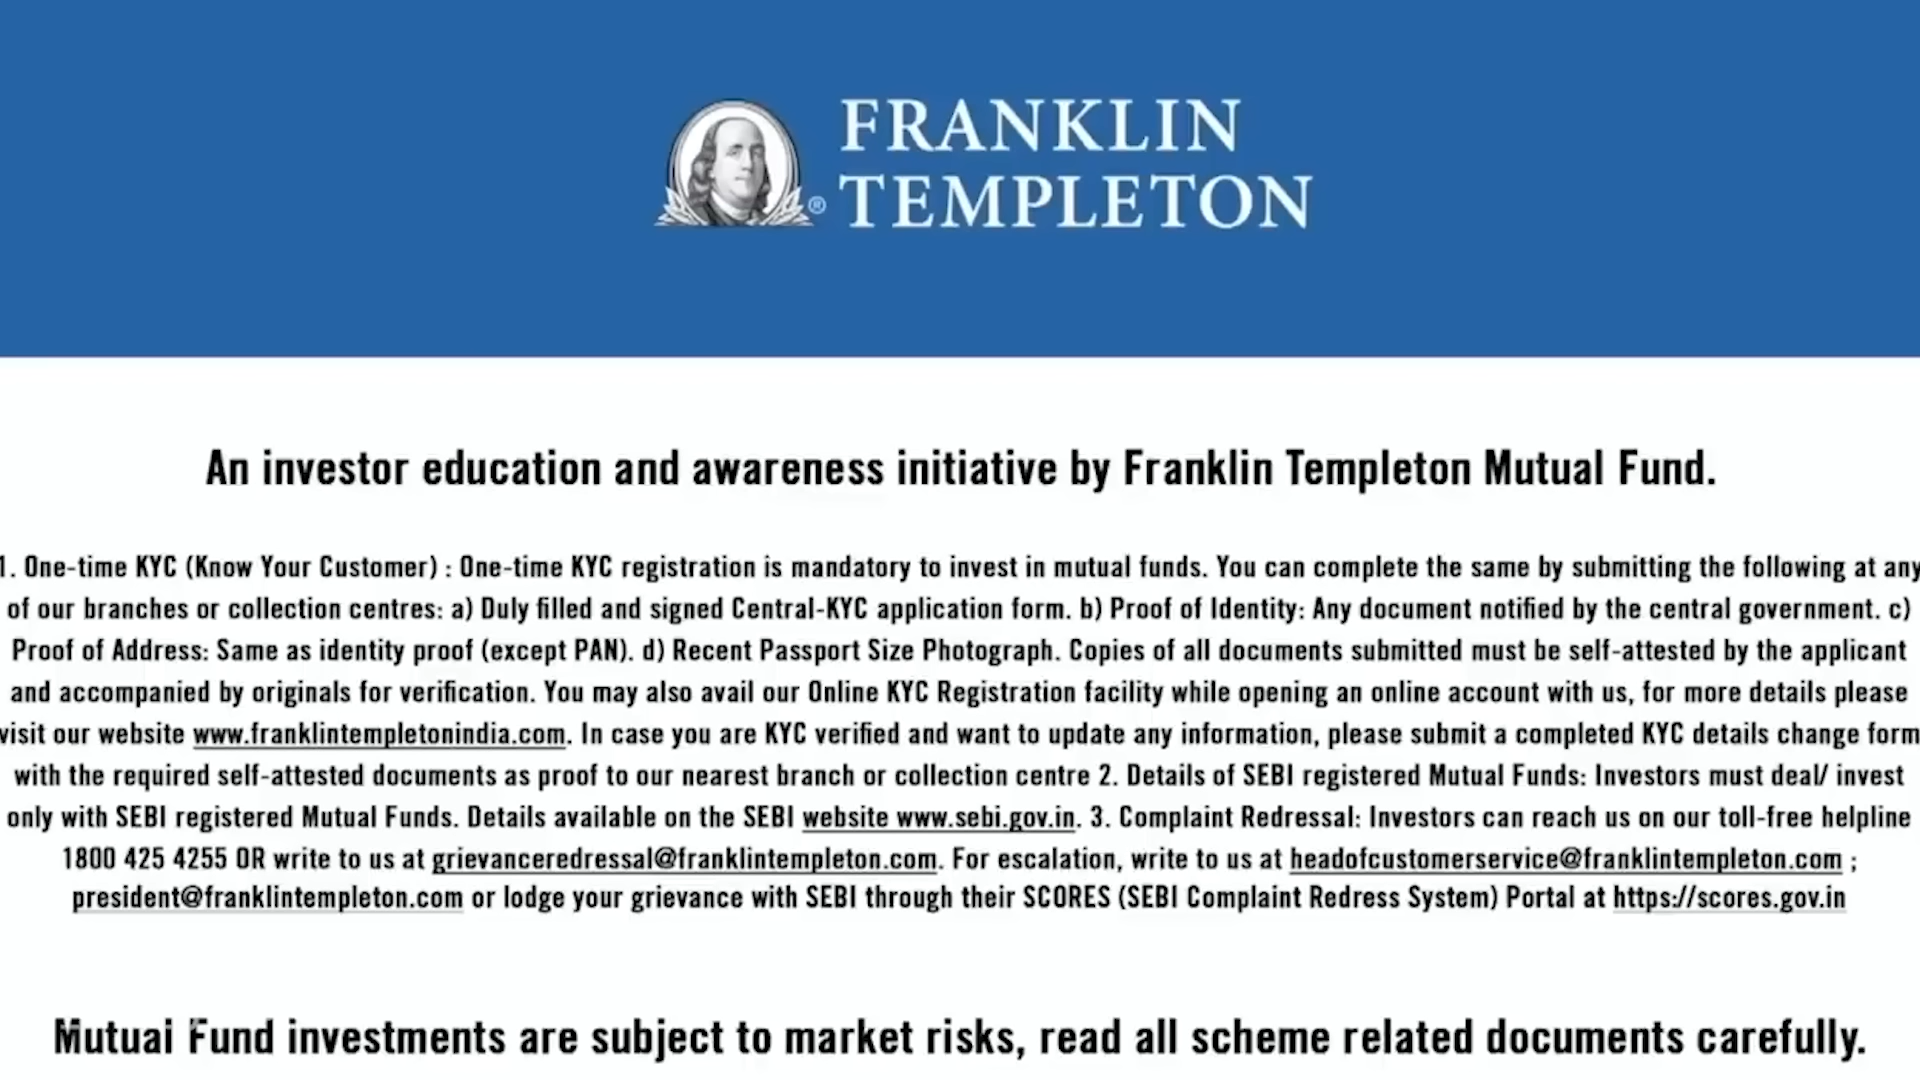 FRANKLIN
TEMPLETON
®
An investor education and awareness initiative by Franklin Templeton Mutual Fund.
1. One-time KYC (Know Your Customer) : One-time KYC registration is mandatory to invest in mutual funds. You can complete the same by submitting the following at any
of our branches or collection centres: a) Duly filled and signed Central-KYC application form. b) Proof of Identity: Any document notified by the central government. c)
Proof of Address: Same as identity proof (except PAN). d) Recent Passport Size Photograph. Copies of all documents submitted must be self-attested by the applicant
and accompanied by originals for verification. You may also avail our Online KYC Registration facility while opening an online account with us, for more details please
visit our website www.franklintempletonindia.com. In case you are KYC verified and want to update any information, please submit a completed KYC details change form
with the required self-attested documents as proof to our nearest branch or collection centre 2. Details of SEBI registered Mutual Funds: Investors must deal/ invest
only with SEBI registered Mutual Funds. Details available on the SEBI website www.sebi.gov.in. 3. Complaint Redressal: Investors can reach us on our toll-free helpline
1800 425 4255 OR write to us at grievanceredressal@franklintempleton.com. For escalation, write to us at headofcustomerservice@franklintempleton.com ;
president@franklintempleton.com or lodge your grievance with SEBI through their SCORES (SEBI Complaint Redress System) Portal at https://scores.gov.in
Mutual Fund investments are subject to market risks, read all scheme related documents carefully.